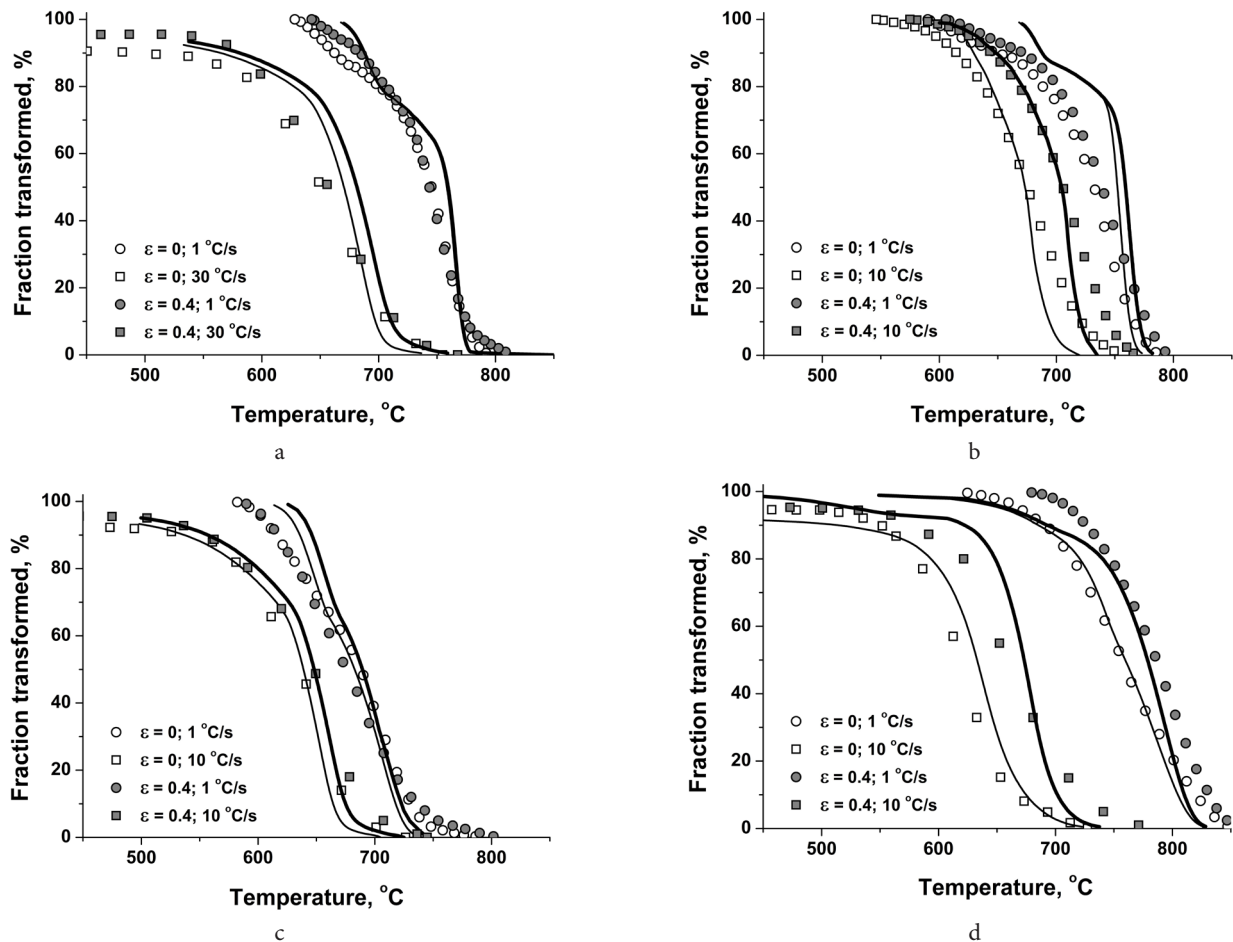 100
80
60
40
20
0
Fraction transformed, %
ε = 0; 1 °C/s
ε = 0; 30 °C/s
ε = 0.4; 1 °C/s
ε = 0.4; 30 °C/s
500 600 700 800
Temperature, °C
a
100
80
60
40
20
0
Fraction transformed, %
ε = 0; 1 °C/s
ε = 0; 10 °C/s
ε = 0.4; 1 °C/s
ε = 0.4; 10 °C/s
500 600 700 800
Temperature, °C
b
100
80
60
40
20
0
Fraction transformed, %
ε = 0; 1 °C/s
ε = 0; 10 °C/s
ε = 0.4; 1 °C/s
ε = 0.4; 10 °C/s
500 600 700 800
Temperature, °C
c
100
80
60
40
20
0
Fraction transformed, %
ε = 0; 1 °C/s
ε = 0; 10 °C/s
ε = 0.4; 1 °C/s
ε = 0.4; 10 °C/s
500 600 700 800
Temperature, °C
d